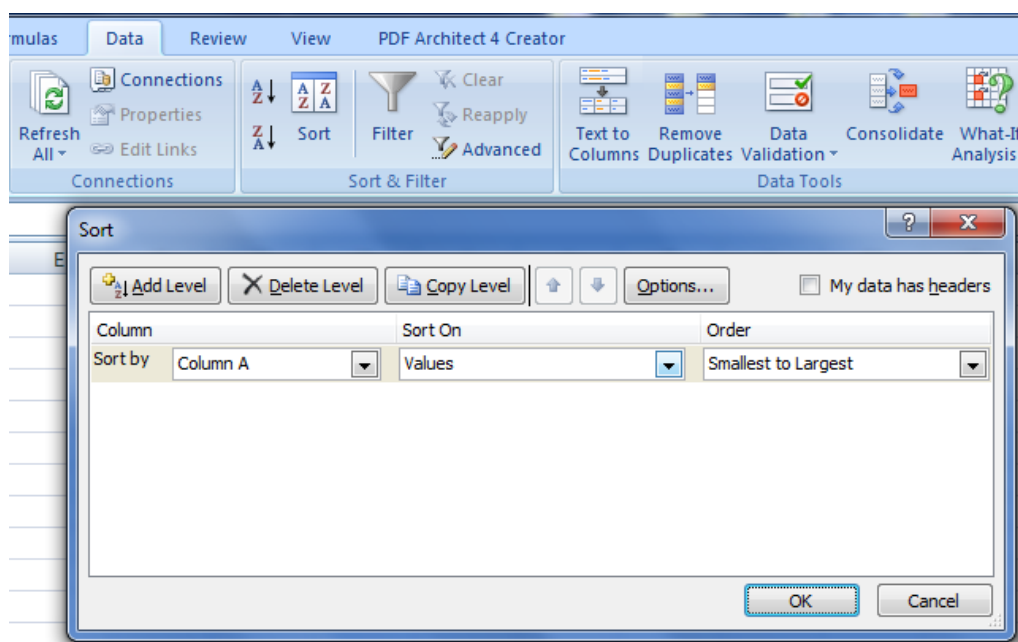 mulas Data Review View PDF Architect 4 Creator
Refresh
All
Connections
Properties
Edit Links
Connections
A
Z
Z
A
A Z
Z A
Sort
Filter
Clear
Reapply
Advanced
Sort & Filter
Text to
Columns
Remove
Duplicates
Data
Validation
Consolidate
What-If
Analysis
Data Tools
E
Sort
?
X
Add Level Delete Level Copy Level Options... My data has headers
Column Sort On Order
Sort by Column A Values Smallest to Largest
OK Cancel